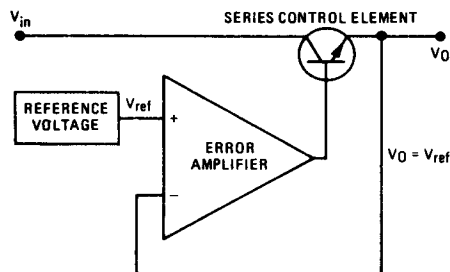 SERIES CONTROL ELEMENT
Vin
VO
REFERENCE
VOLTAGE
Vref
+
ERROR
AMPLIFIER
−
VO = Vref